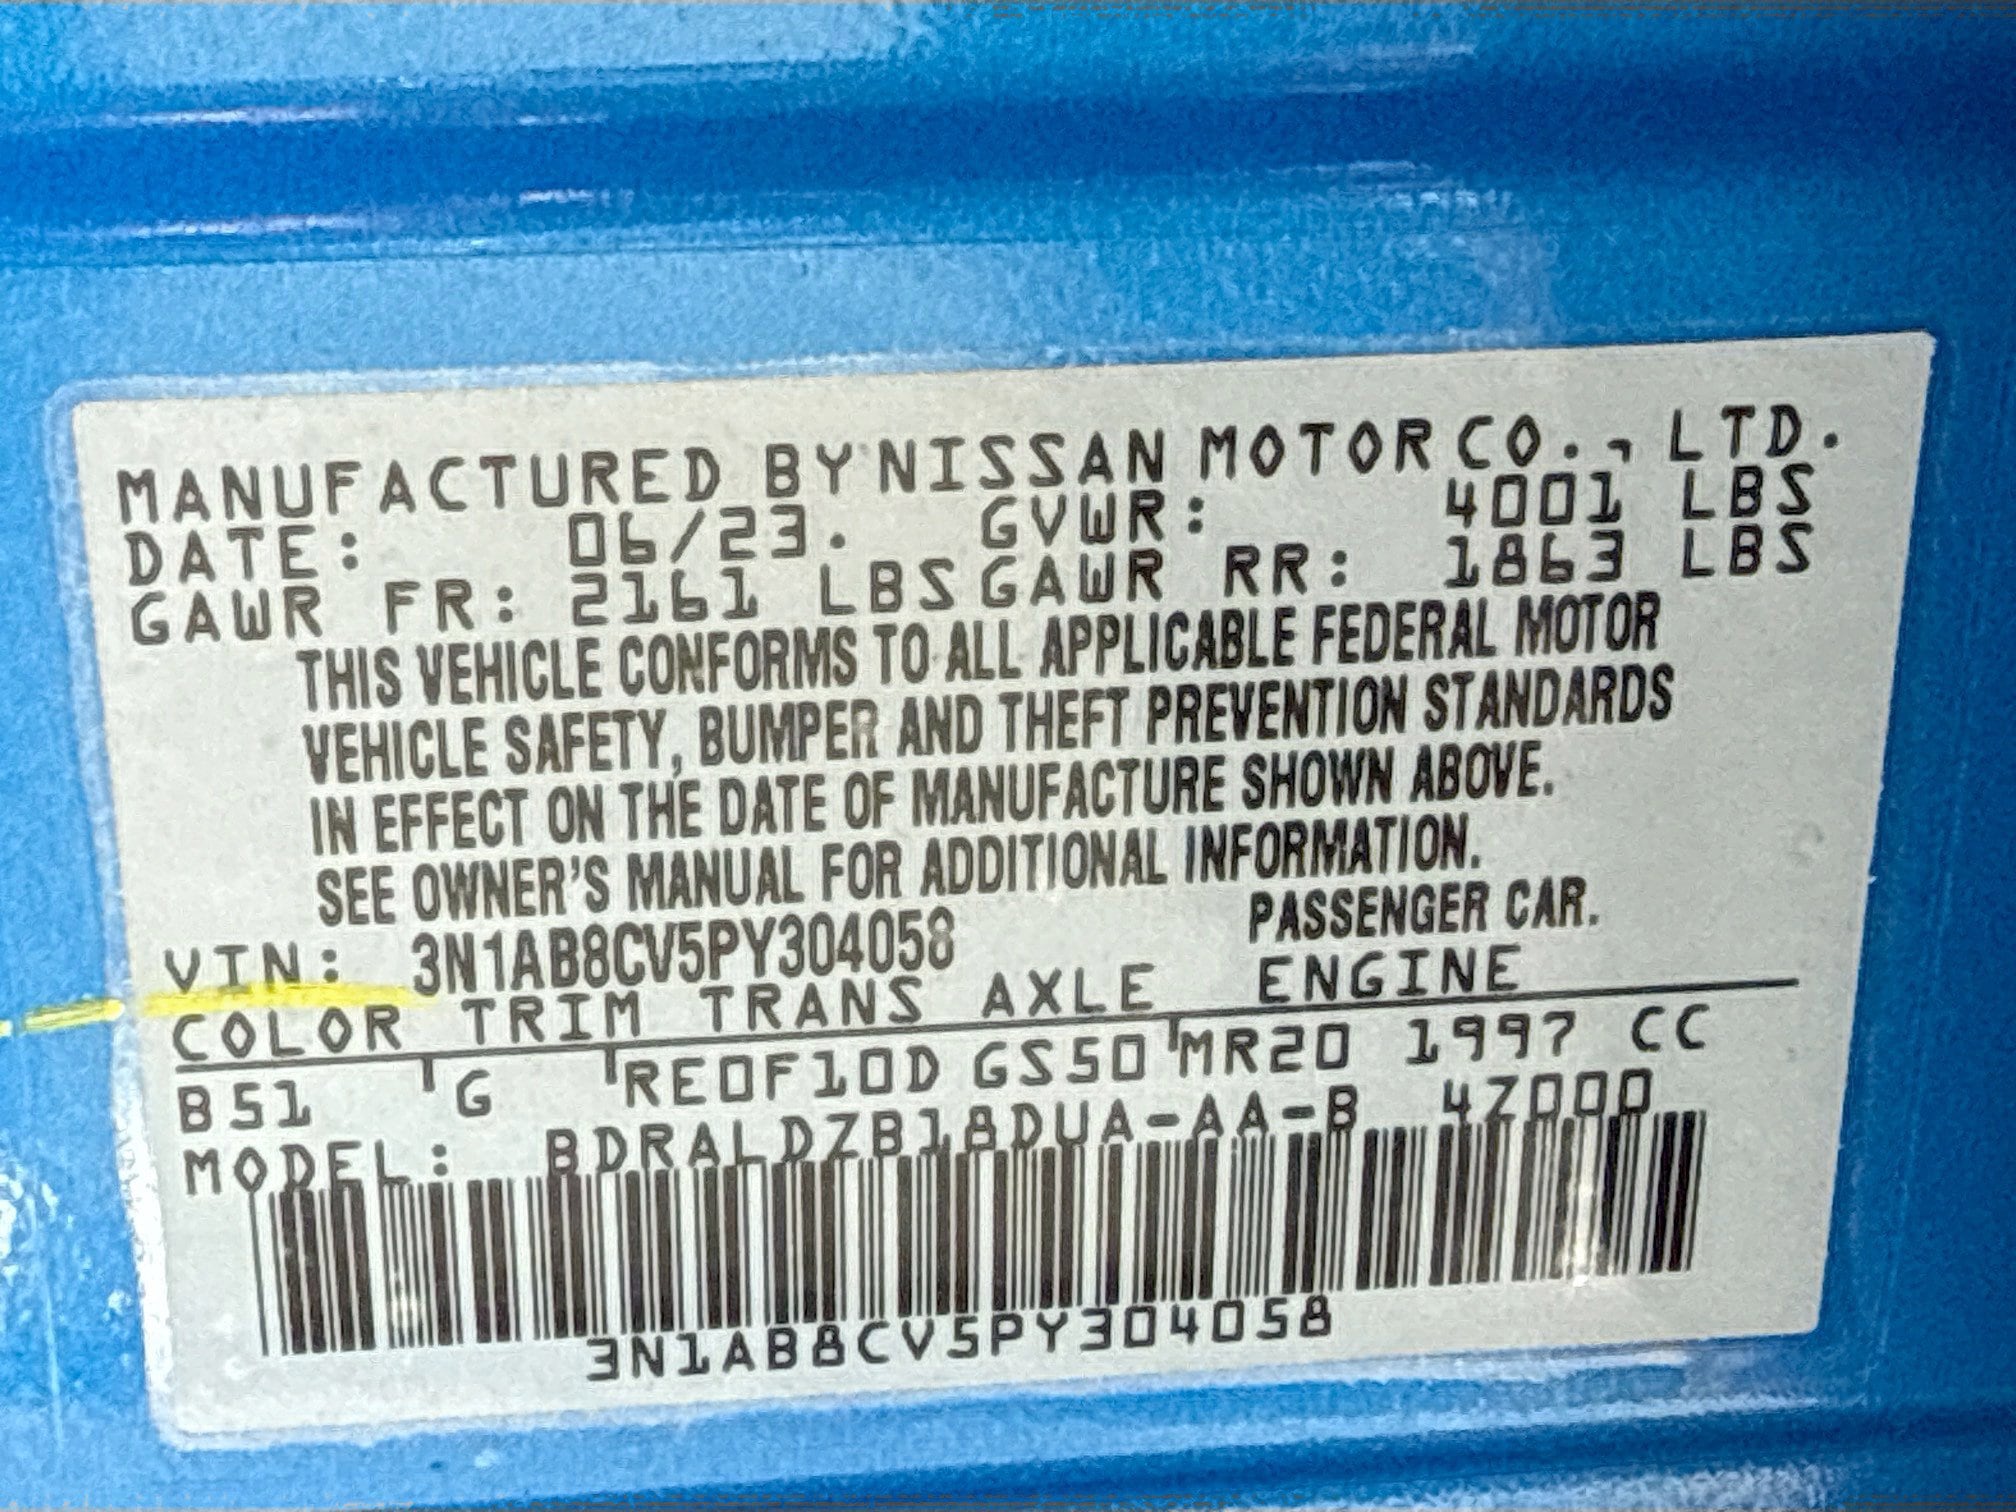 MANUFACTURED BY NISSAN MOTOR CO., LTD.
DATE: 06/23. GVWR: 4001 LBS
GAWR FR: 2161 LBS GAWR RR: 1863 LBS
THIS VEHICLE CONFORMS TO ALL APPLICABLE FEDERAL MOTOR
VEHICLE SAFETY, BUMPER AND THEFT PREVENTION STANDARDS
IN EFFECT ON THE DATE OF MANUFACTURE SHOWN ABOVE.
SEE OWNER'S MANUAL FOR ADDITIONAL INFORMATION.
VIN: 3N1AB8CV5PY304058 PASSENGER CAR.
COLOR TRIM TRANS AXLE ENGINE
B51 G RE0F10D GS50 MR20 1997 CC
MODEL: BDRALDZB18DUA-AA-B 4Z000
3N1AB8CV5PY304058